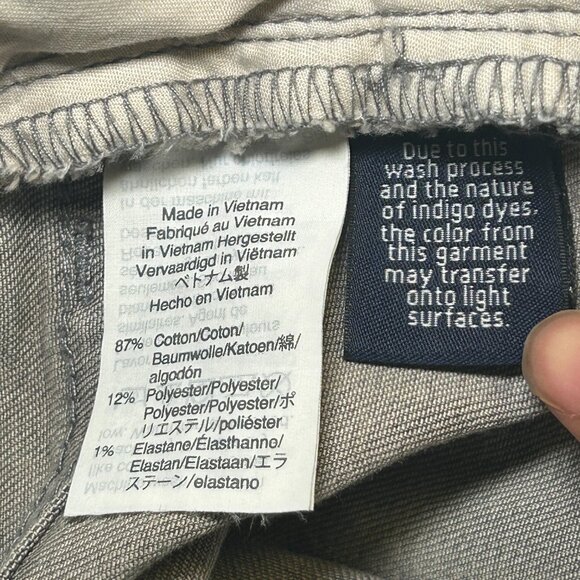 Made in Vietnam
Fabriqué au Vietnam
in Vietnam Hergestellt
Vervaardigd in Vietnam
ベトナム製
Hecho en Vietnam
87% Cotton/Coton/
Baumwolle/Katoen/綿/
algodón
12% Polyester/Polyester/
Polyester/Polyester/ポ
リエステル/poliéster
1% Elastane/Élasthanne/
Elastan/Elastaan/エラ
ステーン/elastano
Due to this
wash process
and the nature
of indigo dyes,
the color from
this garment
may transfer
onto light
surfaces.